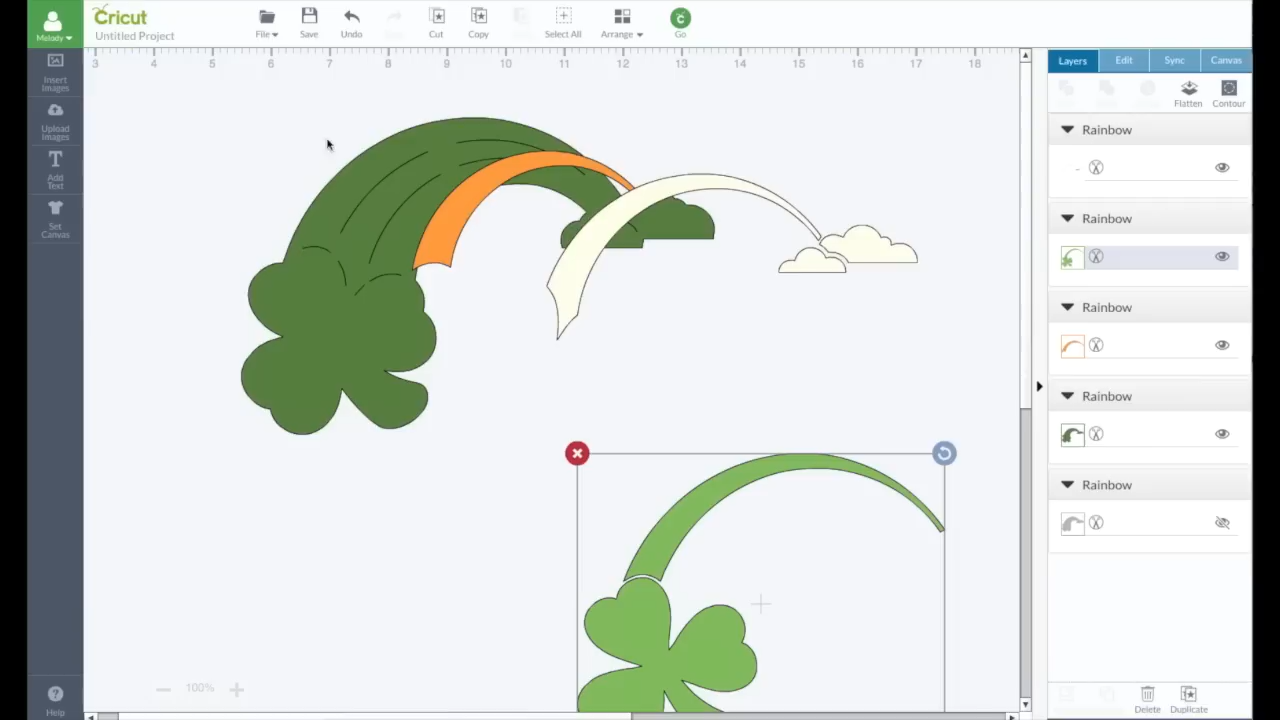 Cricut
Untitled Project
Melody
File
Save
Undo
Cut
Copy
Select All
Arrange
Go
3 4 5 6 7 8 9 10 11 12 13 14 15 16 17 18
Insert
Images
Upload
Images
Add
Text
Set
Canvas
Help
100%
Layers
Edit
Sync
Canvas
Flatten
Contour
Rainbow
Rainbow
Rainbow
Rainbow
Rainbow
Delete
Duplicate